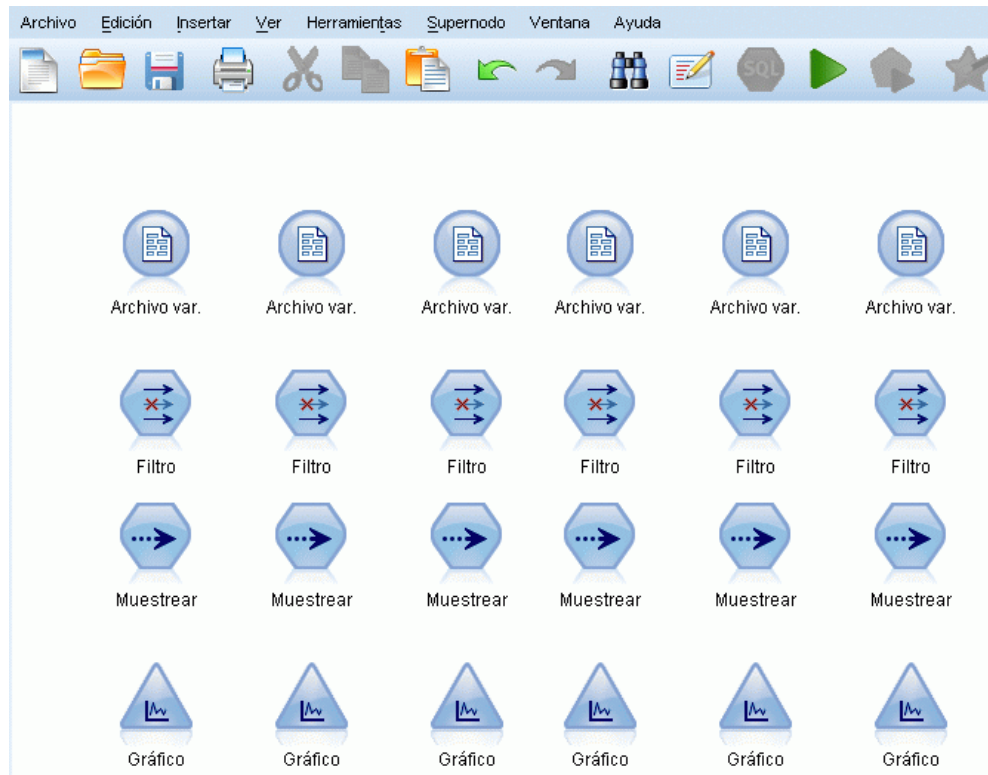 Archivo Edición Insertar Ver Herramientas Supernodo Ventana Ayuda
SQL
Archivo var. Archivo var. Archivo var. Archivo var. Archivo var. Archivo var.
Filtro Filtro Filtro Filtro Filtro Filtro
Muestrear Muestrear Muestrear Muestrear Muestrear Muestrear
Gráfico Gráfico Gráfico Gráfico Gráfico Gráfico